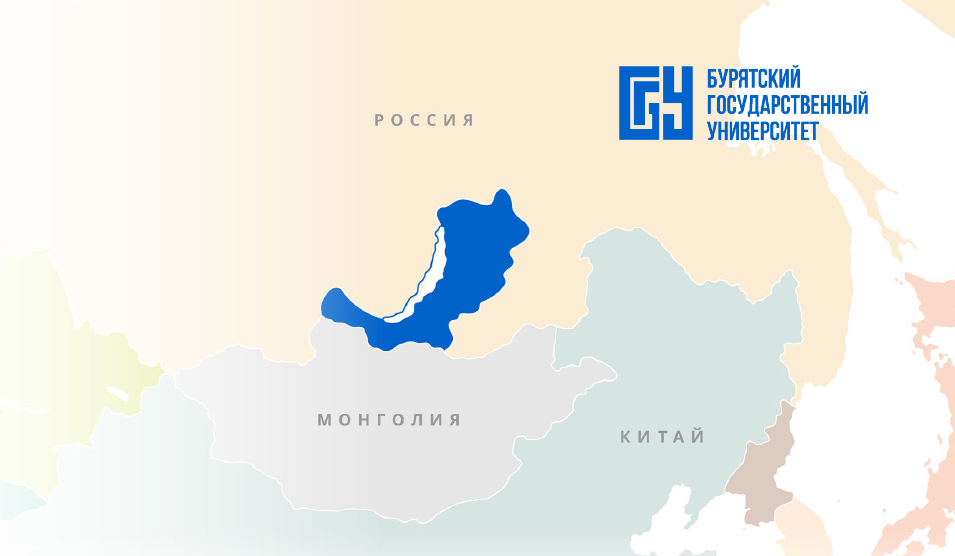 РОССИЯ
БУРЯТСКИЙ
ГОСУДАРСТВЕННЫЙ
УНИВЕРСИТЕТ
МОНГОЛИЯ
КИТАЙ